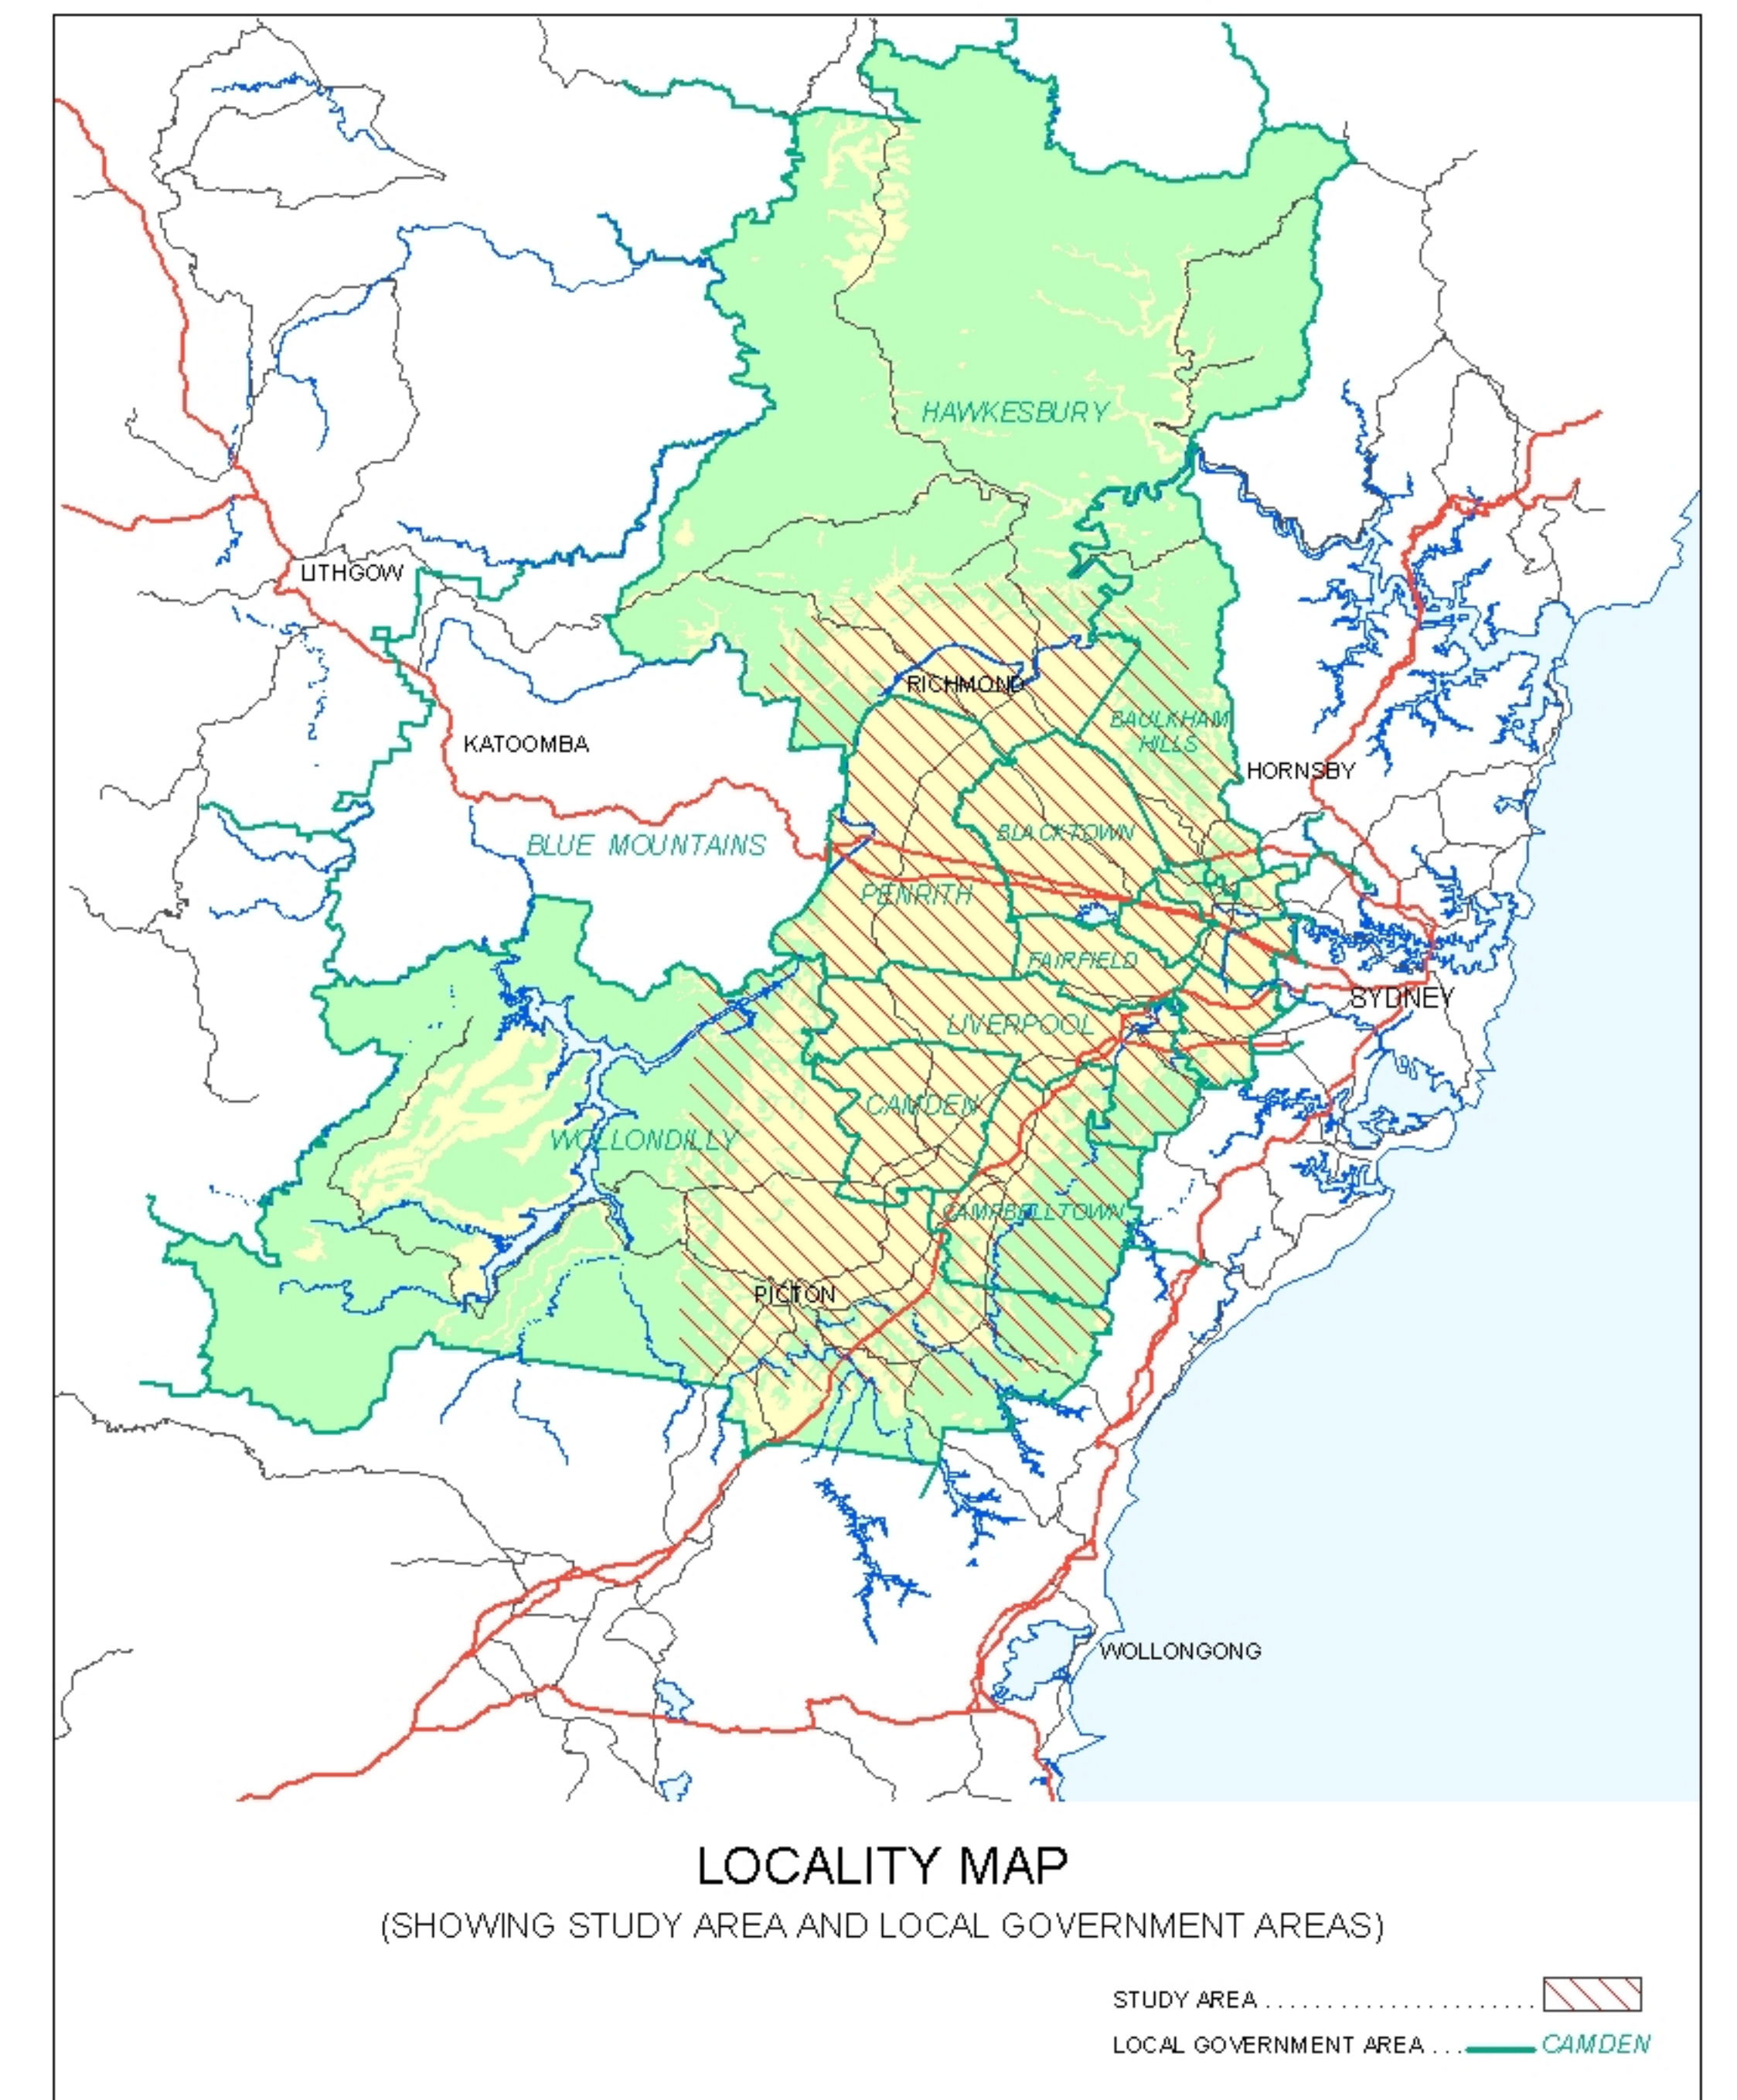 HAWKESBURY
LITHGOW
RICHMOND
BAULKHAM
HILLS
KATOOMBA
HORNSBY
BLACKTOWN
BLUE MOUNTAINS
PENRITH
FAIRFIELD
SYDNEY
LIVERPOOL
CAMDEN
WOLLONDILLY
CAMPBELLTOWN
PICTON
WOLLONGONG
LOCALITY MAP
(SHOWING STUDY AREA AND LOCAL GOVERNMENT AREAS)
STUDY AREA ......................
LOCAL GOVERNMENT AREA ... CAMDEN